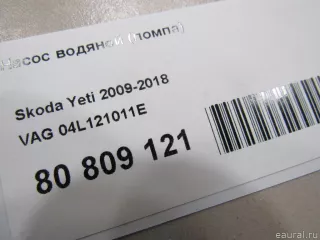 Насос водяной (помпа)
Skoda Yeti 2009-2018
VAG 04L121011E
80 809 121
eaural.ru